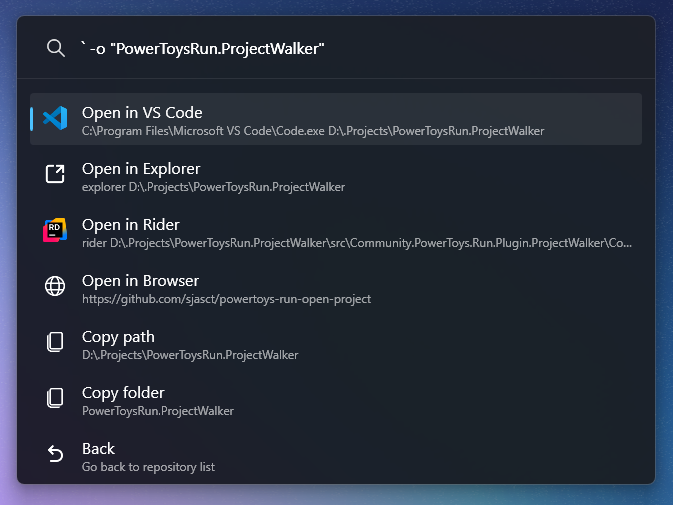 ` -o "PowerToysRun.ProjectWalker"
Open in VS Code
C:\Program Files\Microsoft VS Code\Code.exe D:\.Projects\PowerToysRun.ProjectWalker
Open in Explorer
explorer D:\.Projects\PowerToysRun.ProjectWalker
RD
Open in Rider
rider D:\.Projects\PowerToysRun.ProjectWalker\src\Community.PowerToys.Run.Plugin.ProjectWalker\Co...
Open in Browser
https://github.com/sjasct/powertoys-run-open-project
Copy path
D:\.Projects\PowerToysRun.ProjectWalker
Copy folder
PowerToysRun.ProjectWalker
Back
Go back to repository list